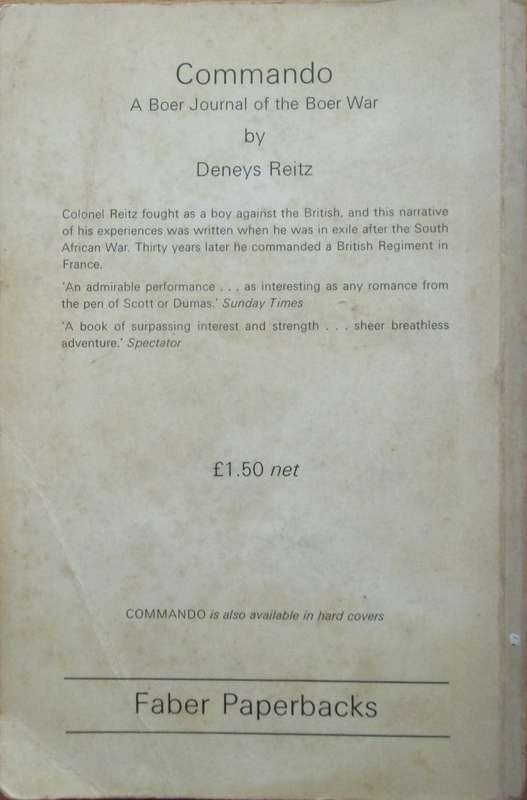 Commando
A Boer Journal of the Boer War
by
Deneys Reitz
Colonel Reitz fought as a boy against the British, and this narrative
of his experiences was written when he was in exile after the South
African War. Thirty years later he commanded a British Regiment in
France.
'An admirable performance . . . as interesting as any romance from
the pen of Scott or Dumas.' Sunday Times
'A book of surpassing interest and strength . . . sheer breathless
adventure.' Spectator
£1.50 net
COMMANDO is also available in hard covers
Faber Paperbacks